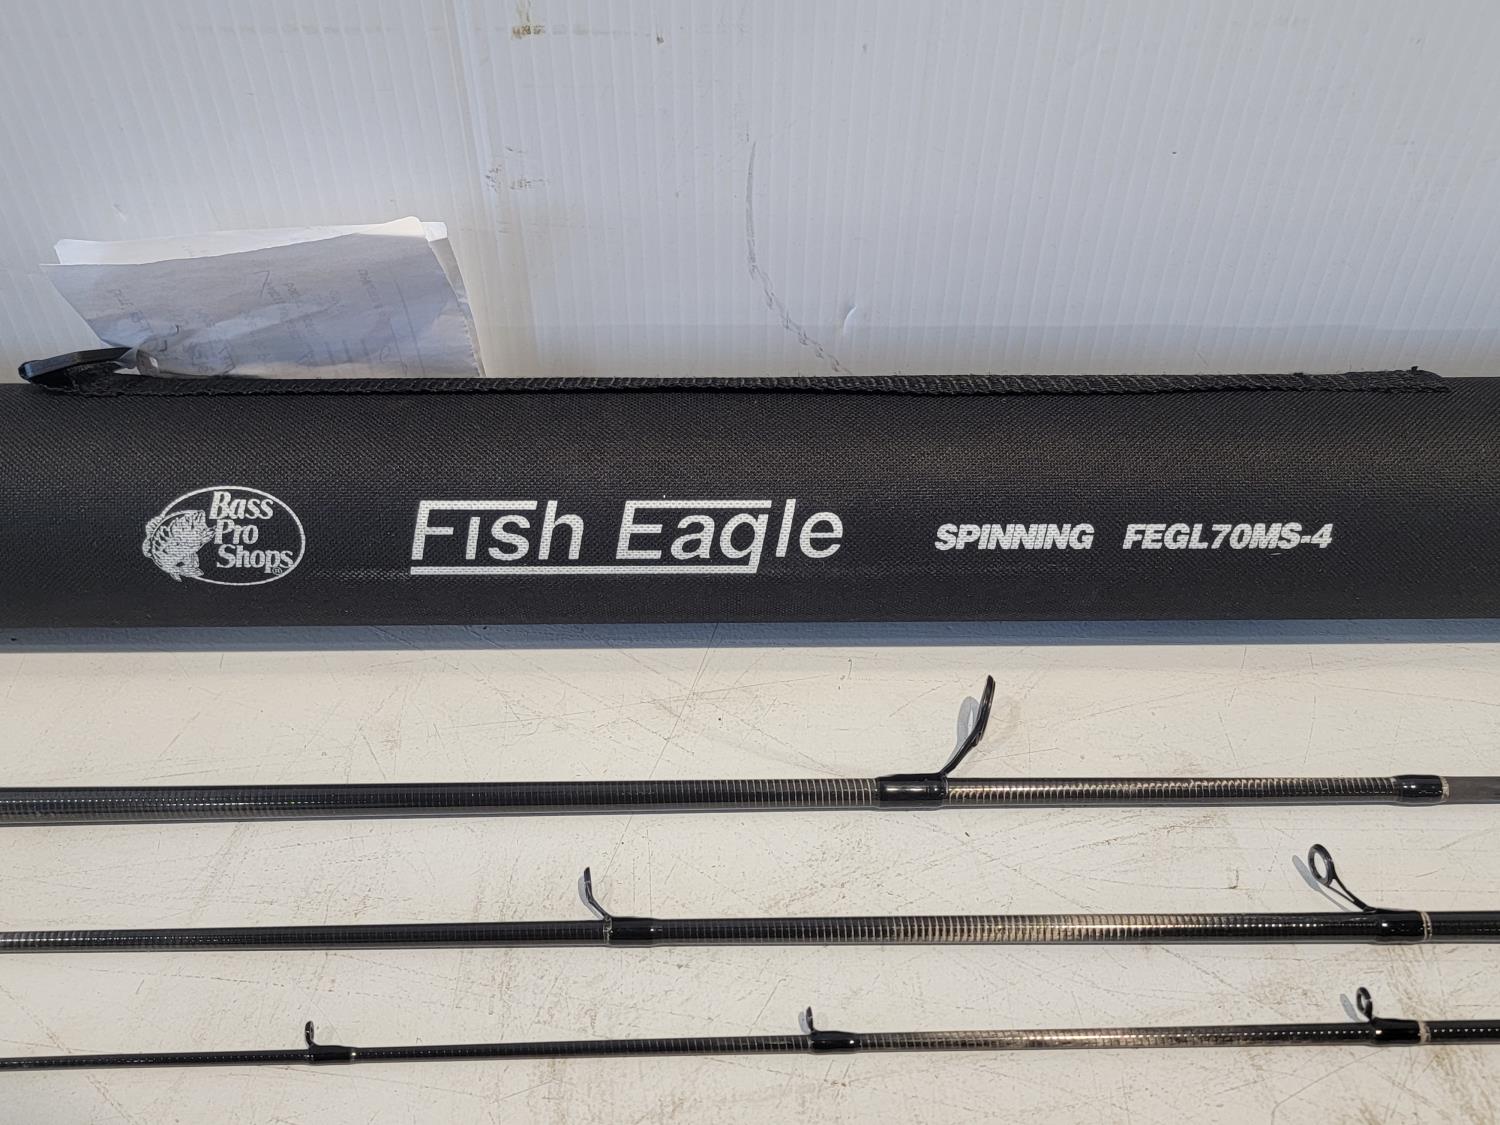 Bass
Pro
Shops
Fish Eagle
SPINNING FEGL70MS-4